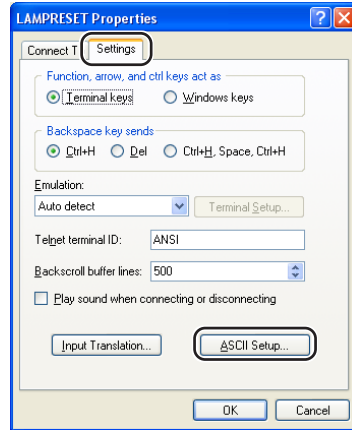 LAMPRESET Properties
Connect T Settings
Function, arrow, and ctrl keys act as
Terminal keys Windows keys
Backspace key sends
Ctrl+H Del Ctrl+H, Space, Ctrl+H
Emulation:
Auto detect Terminal Setup...
Telnet terminal ID: ANSI
Backscroll buffer lines: 500
Play sound when connecting or disconnecting
Input Translation... ASCII Setup...
OK Cancel